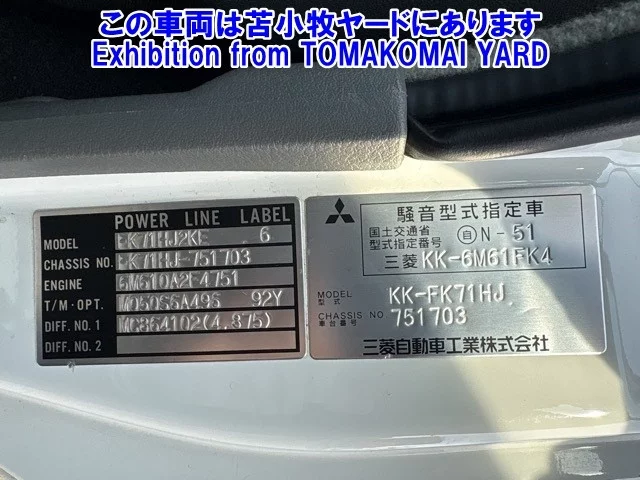 この車両は苫小牧ヤードにあります
Exhibition from TOMAKOMAI YARD
POWER LINE LABEL
MODEL FK71HJ2KE 6
CHASSIS NO. FK71HJ-751703
ENGINE
T/M・OPT. M050S6A49S 92Y
DIFF. NO. 1 MC864102(4.875)
DIFF. NO. 2
騒音型式指定車
国土交通省
型式指定番号 自 N-51
三菱 KK-6M61FK4
MODEL 型式 KK-FK71HJ
CHASSIS NO 車台番号 751703
三菱自動車工業株式会社